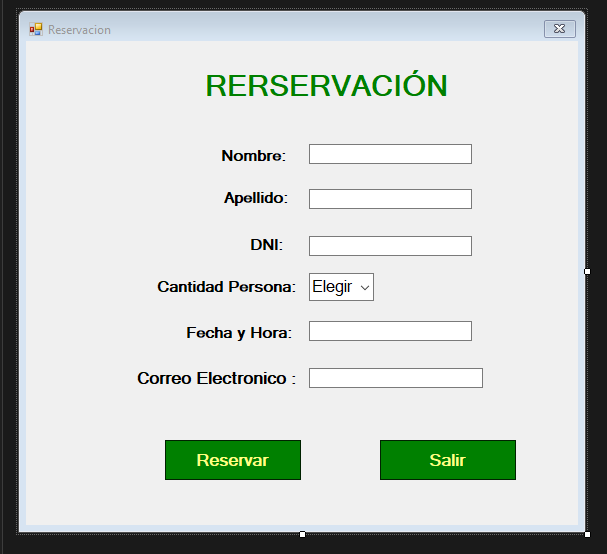 Reservacion
RERSERVACIÓN
Nombre:
Apellido:
DNI:
Cantidad Persona: Elegir
Fecha y Hora:
Correo Electronico :
Reservar Salir